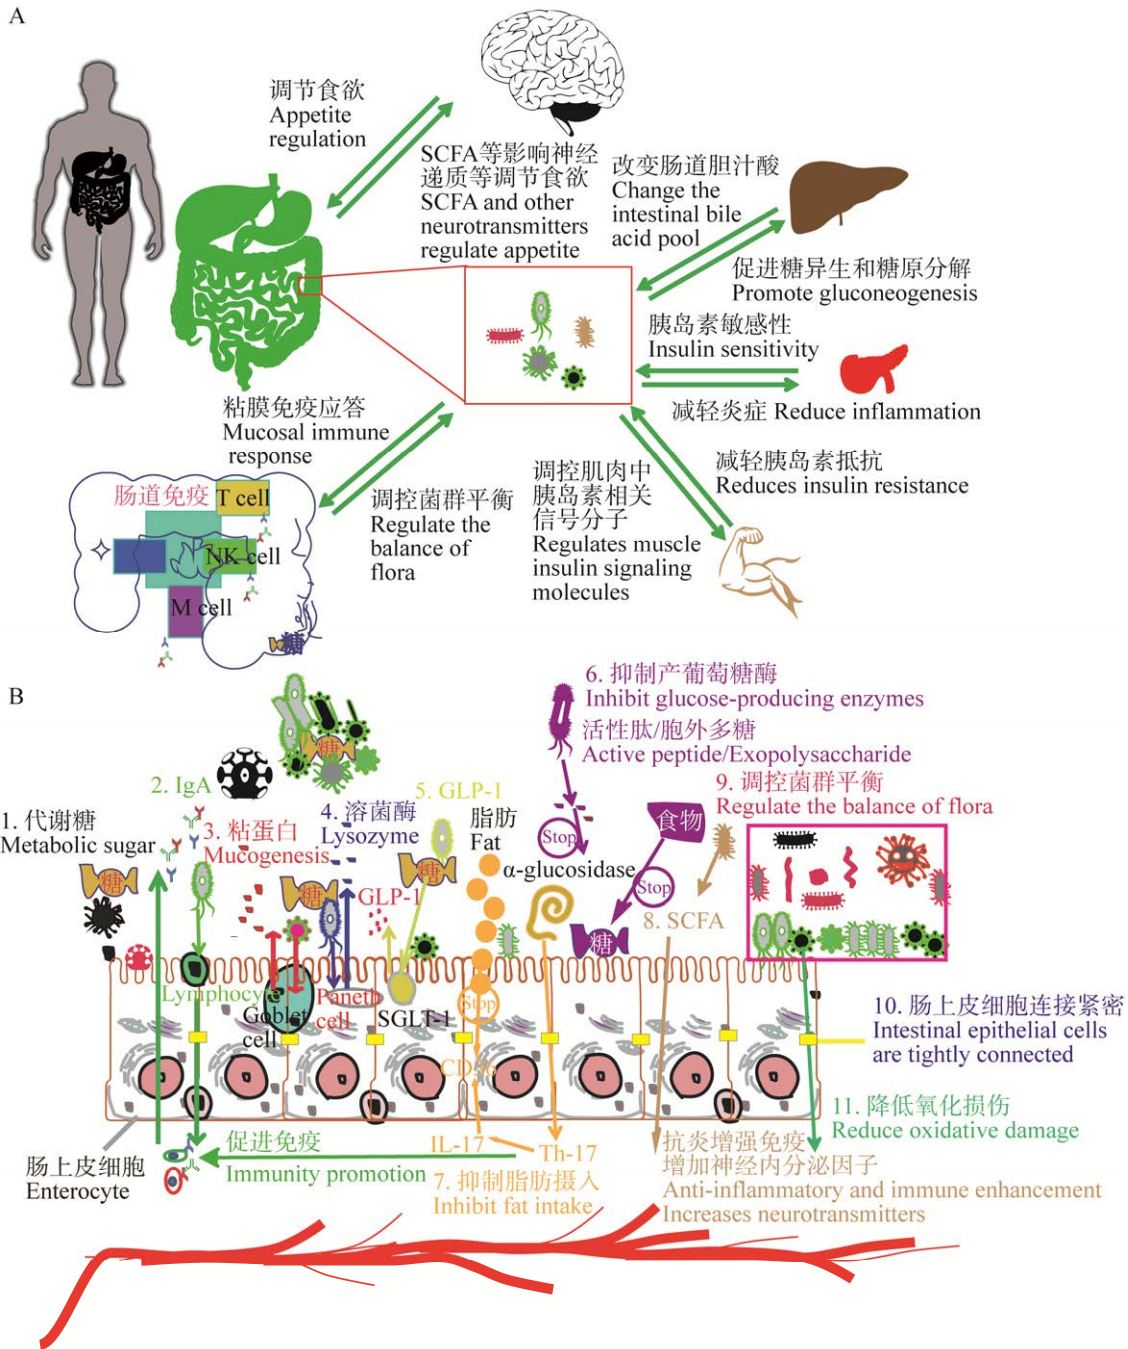 A
调节食欲
Appetite
regulation
SCFA等影响神经
递质等调节食欲
SCFA and other
neurotransmitters
regulate appetite
改变肠道胆汁酸
Change the
intestinal bile
acid pool
促进糖异生和糖原分解
Promote gluconeogenesis
胰岛素敏感性
Insulin sensitivity
减轻炎症 Reduce inflammation
粘膜免疫应答
Mucosal immune
response
调控菌群平衡
Regulate the
balance of
flora
调控肌肉中
胰岛素相关
信号分子
Regulates muscle
insulin signaling
molecules
减轻胰岛素抵抗
Reduces insulin resistance
肠道免疫
T cell
NK cell
M cell
糖
B
1. 代谢糖
Metabolic sugar
糖
2. IgA
糖
3. 粘蛋白
Mucogenesis
4. 溶菌酶
Lysozyme
糖
5. GLP-1
糖
GLP-1
脂肪
Fat
6. 抑制产葡萄糖酶
Inhibit glucose-producing enzymes
活性肽/胞外多糖
Active peptide/Exopolysaccharide
Stop
α-glucosidase
食物
Stop
糖
8. SCFA
9. 调控菌群平衡
Regulate the balance of flora
Lymphocyte
Goblet
cell
Paneth
cell
SGLT-1
Stop
CD36
10. 肠上皮细胞连接紧密
Intestinal epithelial cells
are tightly connected
11. 降低氧化损伤
Reduce oxidative damage
肠上皮细胞
Enterocyte
促进免疫
Immunity promotion
IL-17
Th-17
7. 抑制脂肪摄入
Inhibit fat intake
抗炎增强免疫
增加神经内分泌因子
Anti-inflammatory and immune enhancement
Increases neurotransmitters